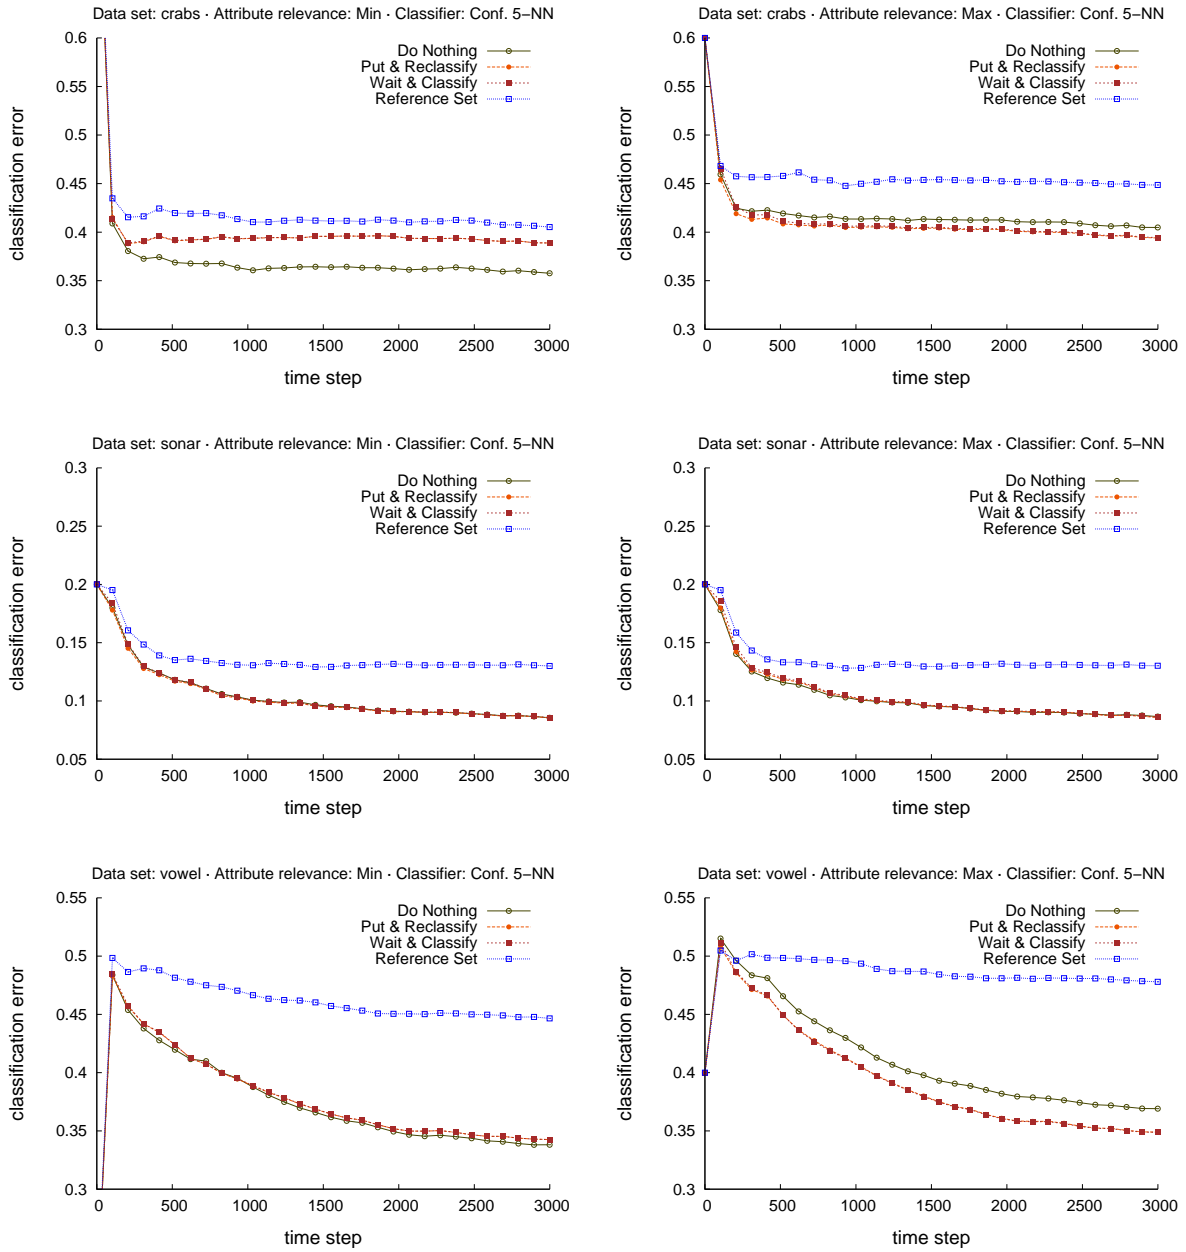 Data set: crabs · Attribute relevance: Min · Classifier: Conf. 5−NN
0.6
0.5
0.45
0.4
0.35
0.3
0 500 1000 1500 2000 2500 3000
classification error
time step
Do Nothing
Put & Reclassify
Wait & Classify
Reference Set
Data set: crabs · Attribute relevance: Max · Classifier: Conf. 5−NN
0.6
0.5
0.45
0.4
0.35
0.3
0 500 1000 1500 2000 2500 3000
classification error
time step
Do Nothing
Put & Reclassify
Wait & Classify
Reference Set
Data set: sonar · Attribute relevance: Min · Classifier: Conf. 5−NN
0.3
0.25
0.2
0.15
0.1
0.05
0 500 1000 1500 2000 2500 3000
classification error
time step
Do Nothing
Put & Reclassify
Wait & Classify
Reference Set
Data set: sonar · Attribute relevance: Max · Classifier: Conf. 5−NN
0.3
0.25
0.2
0.15
0.1
0.05
0 500 1000 1500 2000 2500 3000
classification error
time step
Do Nothing
Put & Reclassify
Wait & Classify
Reference Set
Data set: vowel · Attribute relevance: Min · Classifier: Conf. 5−NN
0.55
0.5
0.45
0.4
0.35
0.3
0 500 1000 1500 2000 2500 3000
classification error
time step
Do Nothing
Put & Reclassify
Wait & Classify
Reference Set
Data set: vowel · Attribute relevance: Max · Classifier: Conf. 5−NN
0.55
0.5
0.45
0.4
0.35
0.3
0 500 1000 1500 2000 2500 3000
classification error
time step
Do Nothing
Put & Reclassify
Wait & Classify
Reference Set